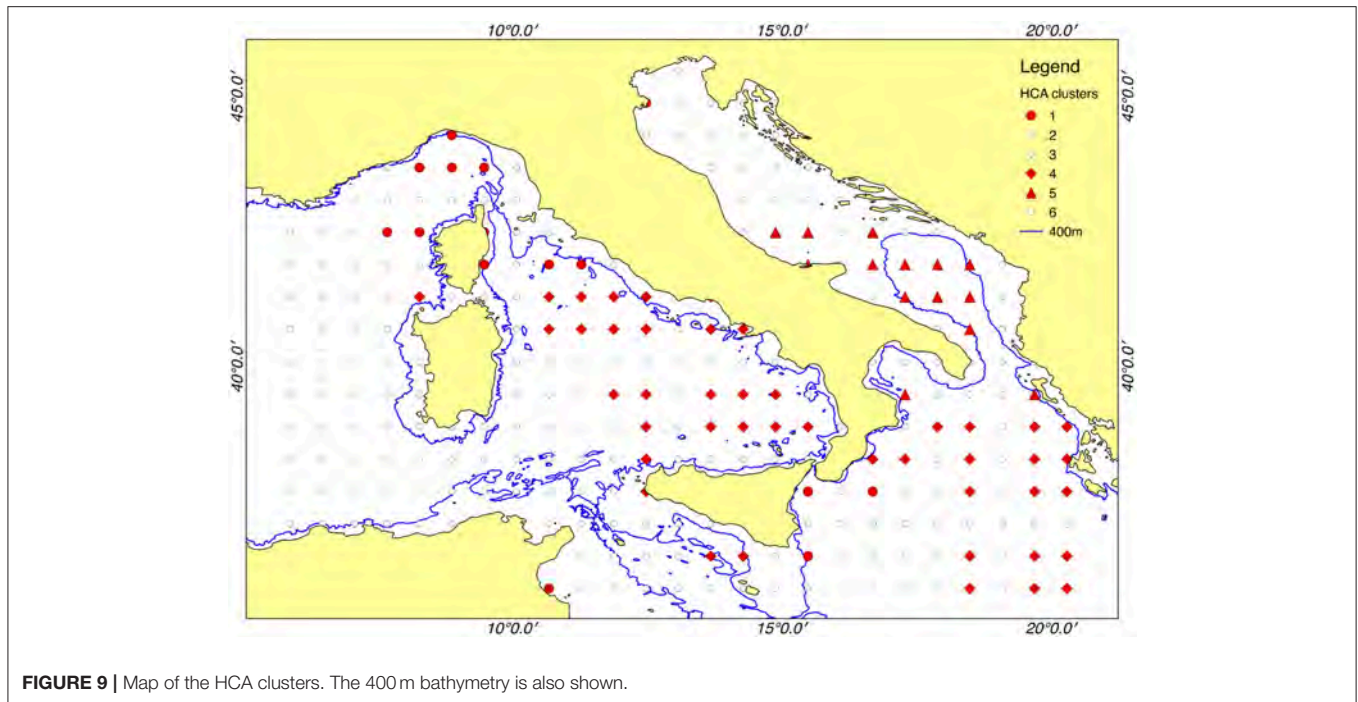 10°0.0′ 15°0.0′ 20°0.0′
45°0.0′ 45°0.0′
Legend
HCA clusters
1
2
3
4
5
6
400m
40°0.0′ 40°0.0′
10°0.0′ 15°0.0′ 20°0.0′
FIGURE 9 | Map of the HCA clusters. The 400 m bathymetry is also shown.